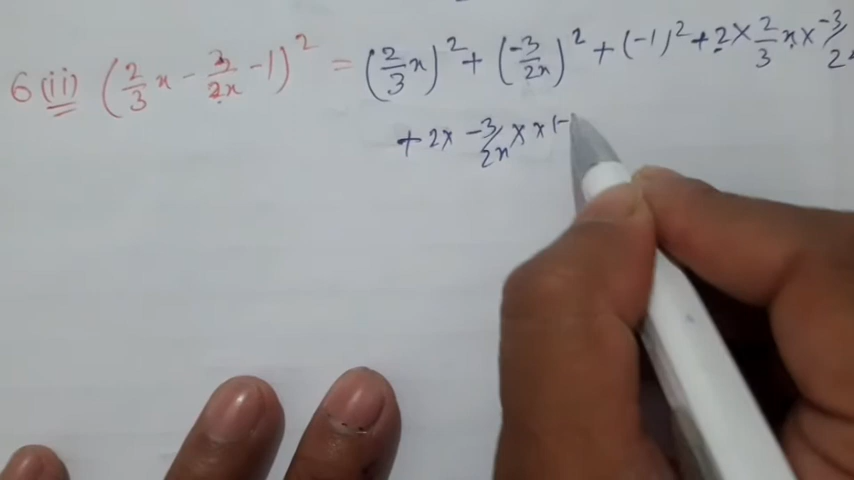 6(ii) (2/3 x - 3/2x - 1)² = (2/3 x)² + (-3/2x)² + (-1)² + 2 × 2/3 x × -3/2x
+ 2 × -3/2x × × (-